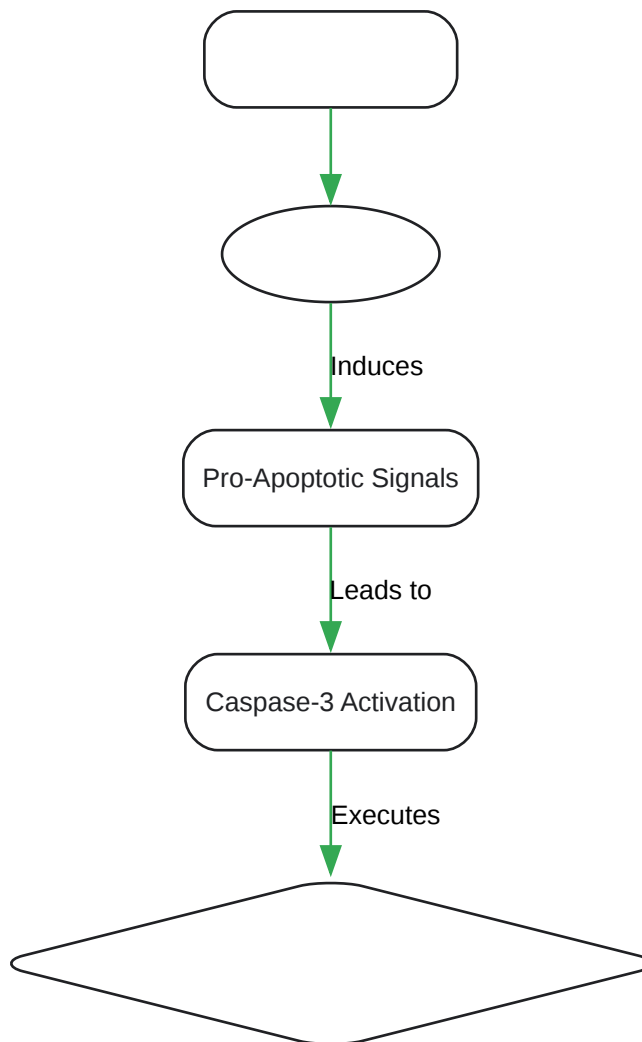 Induces
Pro-Apoptotic Signals
Leads to
Caspase-3 Activation
Executes